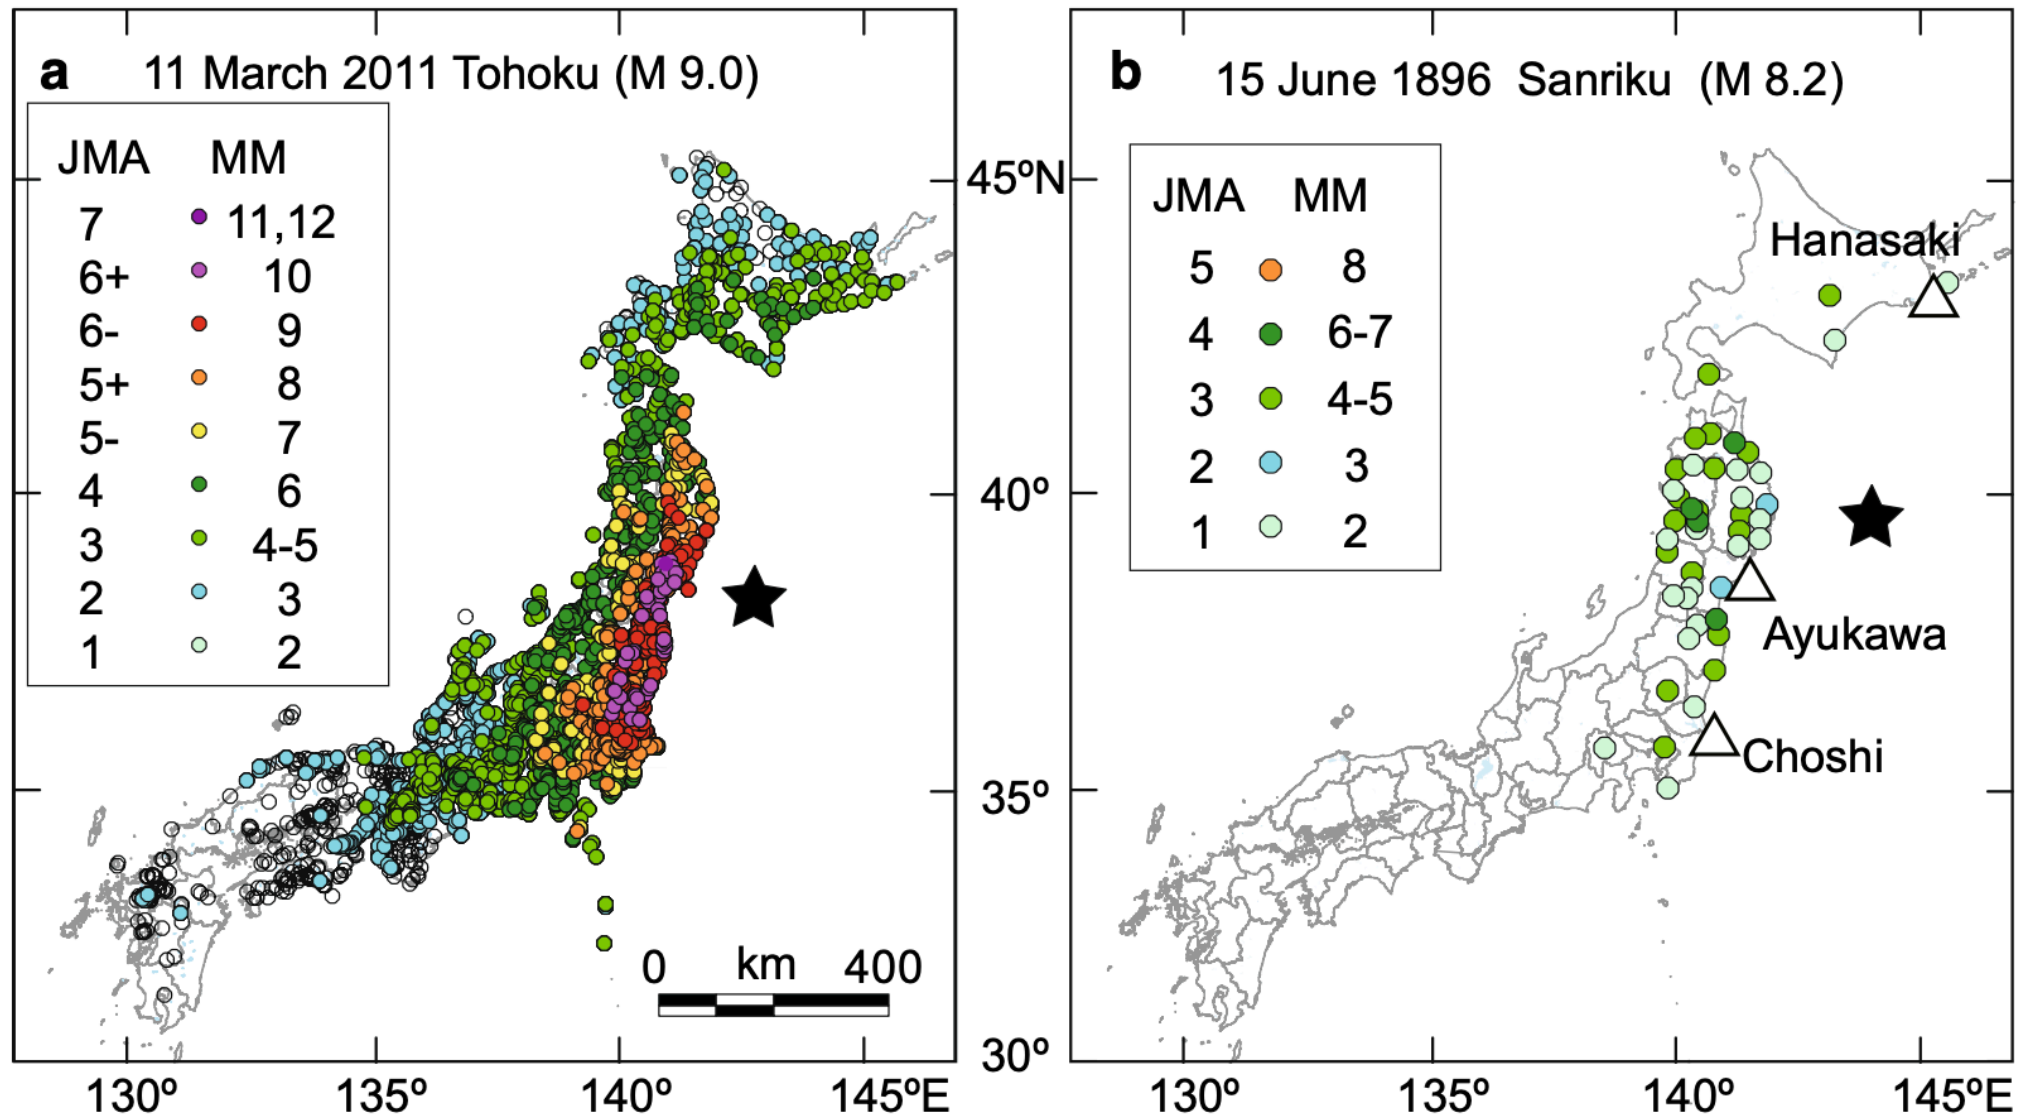 a 11 March 2011 Tohoku (M 9.0)
JMA MM
7 11,12
6+ 10
6- 9
5+ 8
5- 7
4 6
3 4-5
2 3
1 2
0 km 400
130º 135º 140º 145ºE
45ºN
40º
35º
30º
b 15 June 1896 Sanriku (M 8.2)
JMA MM
5 8
4 6-7
3 4-5
2 3
1 2
Hanasaki
Ayukawa
Choshi
130º 135º 140º 145ºE